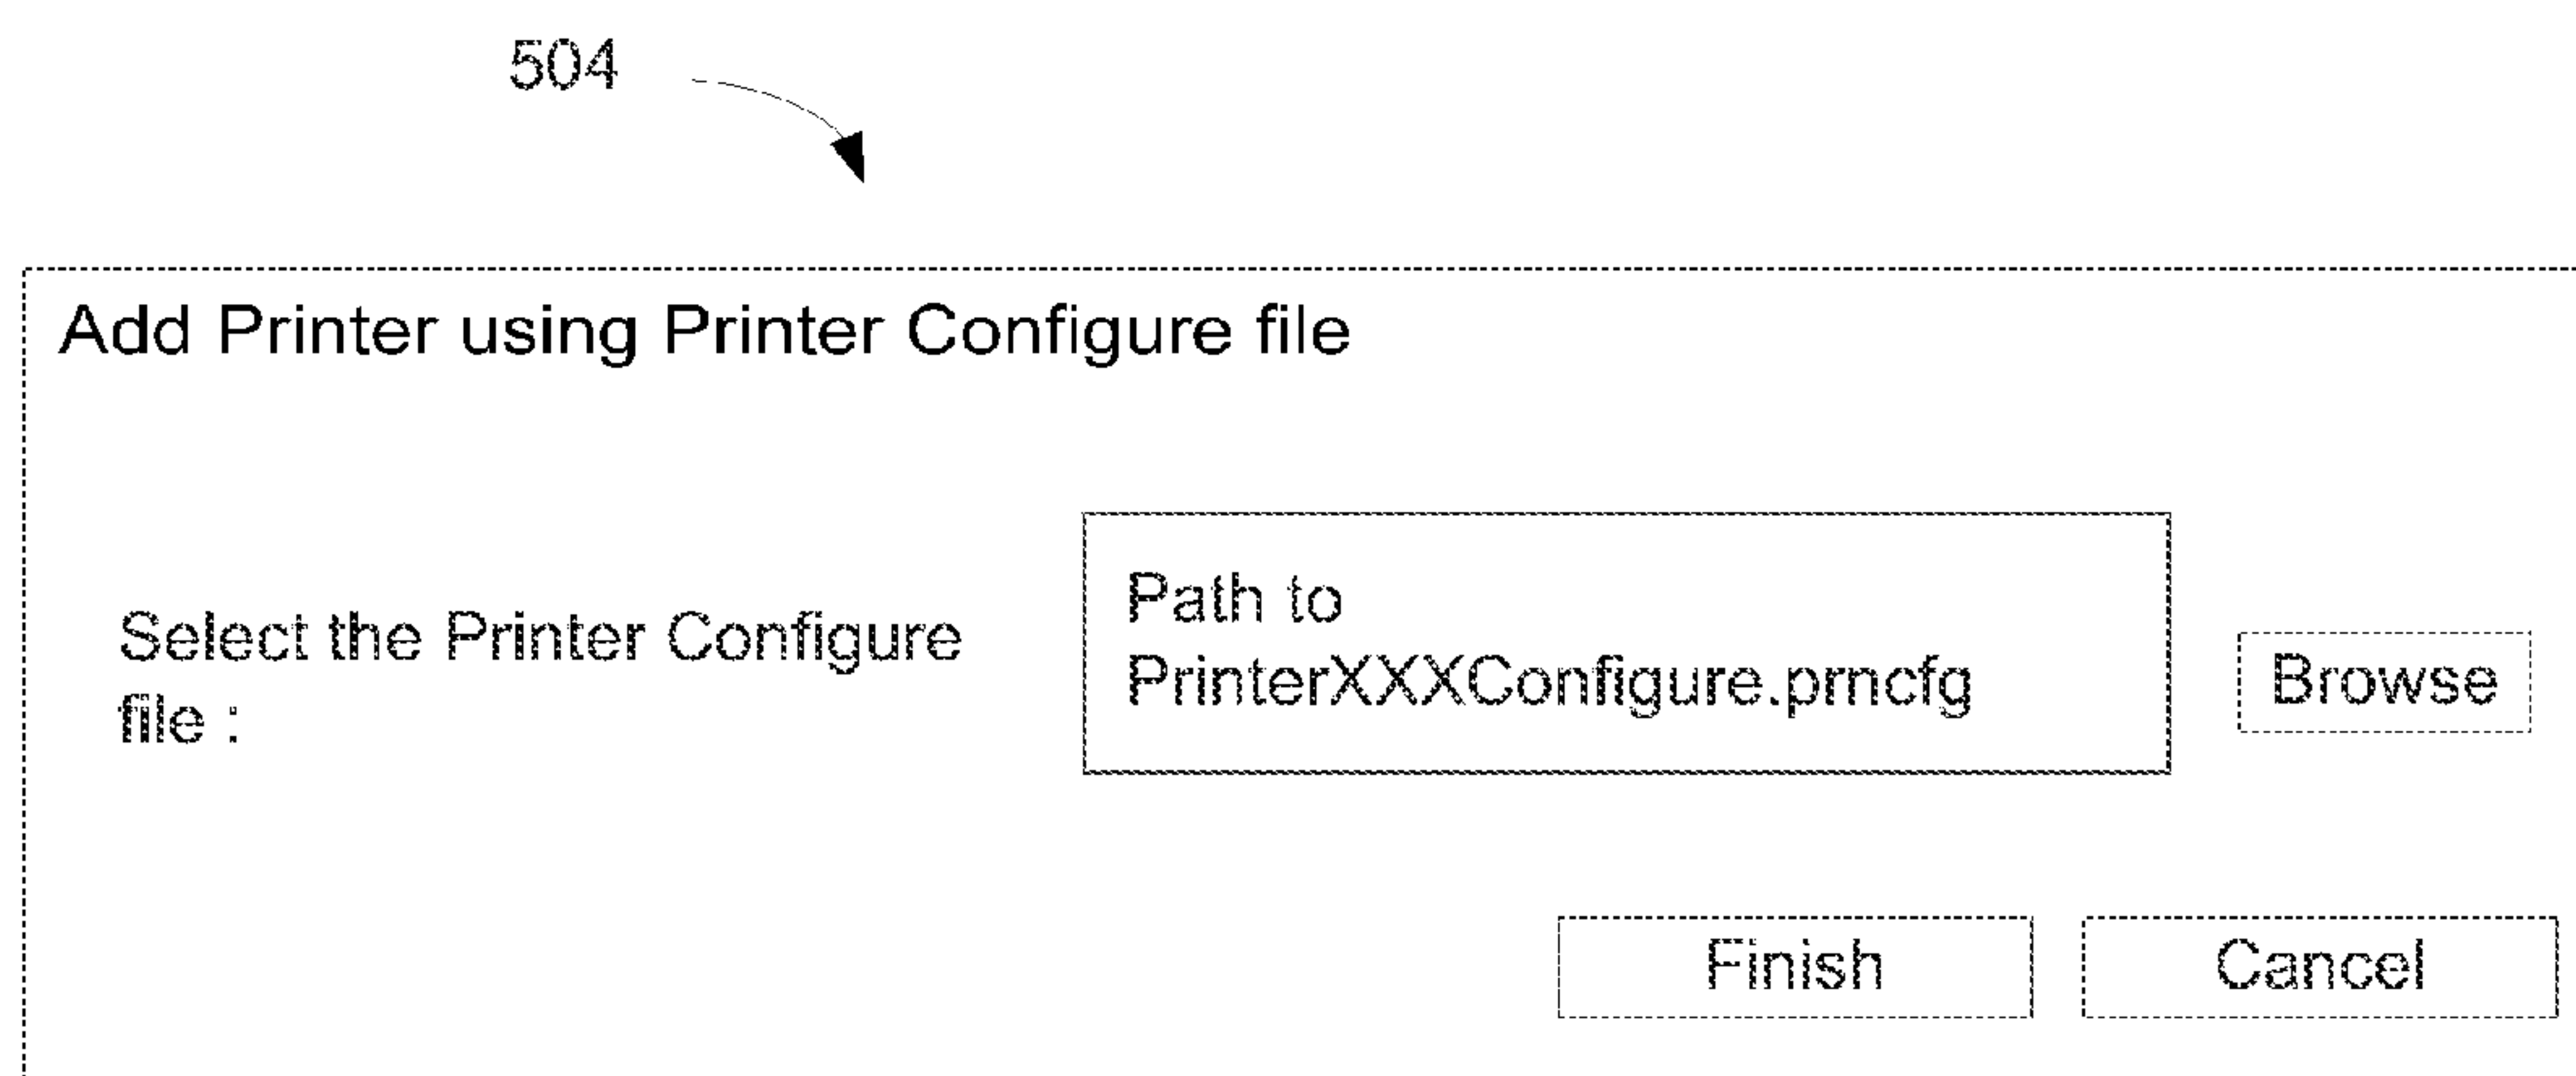 504
Add Printer using Printer Configure file
Select the Printer Configure
file :
Path to
PrinterXXXConfigure.prncfg
Browse
Finish
Cancel